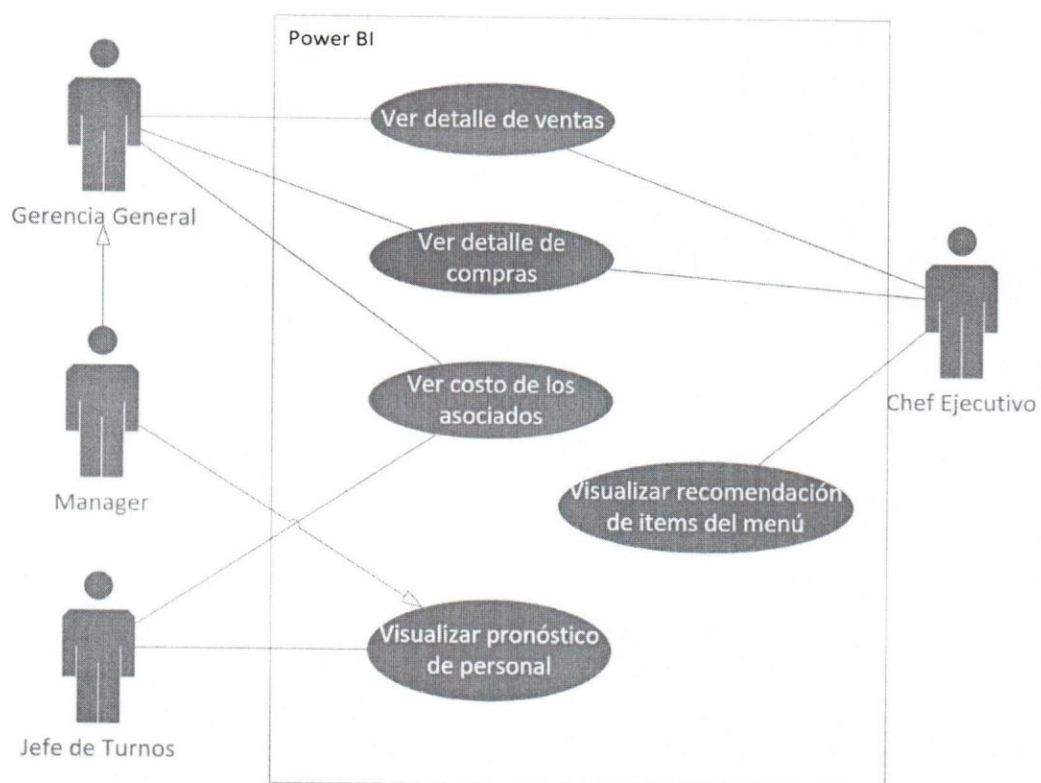 Power BI
Ver detalle de ventas
Gerencia General
Ver detalle de
compras
Ver costo de los
asociados
Chef Ejecutivo
Manager
Visualizar recomendación
de items del menú
Visualizar pronóstico
de personal
Jefe de Turnos